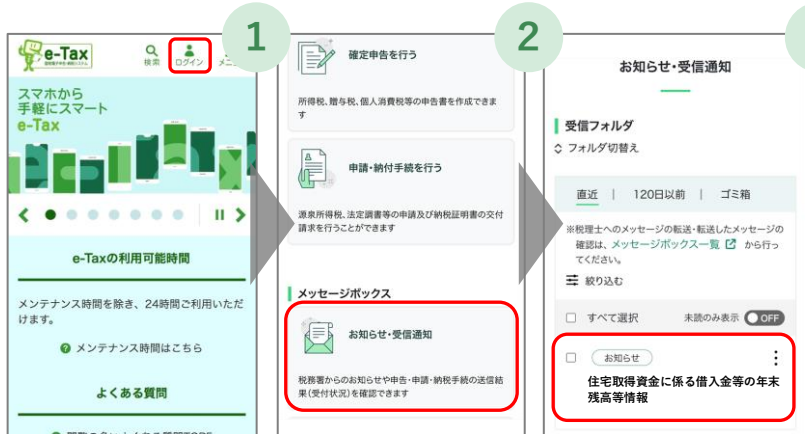 1
2
e-Tax
国税電子申告・納税システム
検索
ログイン
スマホから
手軽にスマート
e-Tax
e-Taxの利用可能時間
メンテナンス時間を除き、24時間ご利用いただ
けます。
メンテナンス時間はこちら
よくある質問
確定申告を行う
所得税、贈与税、個人消費税等の申告書を作成できま
す
申請・納付手続を行う
源泉所得税、法定調書等の申請及び納税証明書の交付
請求を行うことができます
メッセージボックス
お知らせ・受信通知
税務署からのお知らせや申告・申請・納税手続の送信結
果(受付状況)を確認できます
お知らせ・受信通知
受信フォルダ
フォルダ切替え
直近 | 120日以前 | ゴミ箱
※税理士へのメッセージの転送・転送したメッセージの
確認は、メッセージボックス一覧 から行っ
てください。
絞り込む
すべて選択 未読のみ表示 OFF
お知らせ
住宅取得資金に係る借入金等の年末
残高等情報